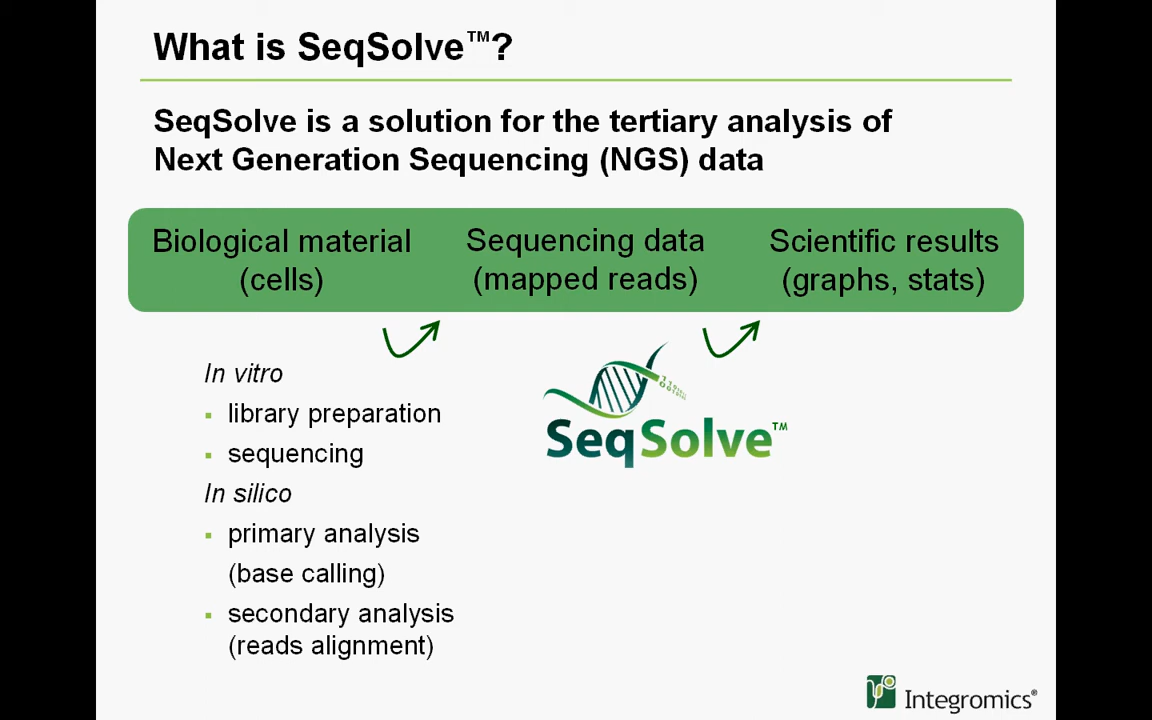 What is SeqSolve™?
SeqSolve is a solution for the tertiary analysis of
Next Generation Sequencing (NGS) data
Biological material
(cells)
Sequencing data
(mapped reads)
Scientific results
(graphs, stats)
In vitro
▪ library preparation
▪ sequencing
In silico
▪ primary analysis
(base calling)
▪ secondary analysis
(reads alignment)
SeqSolve™
Integromics®